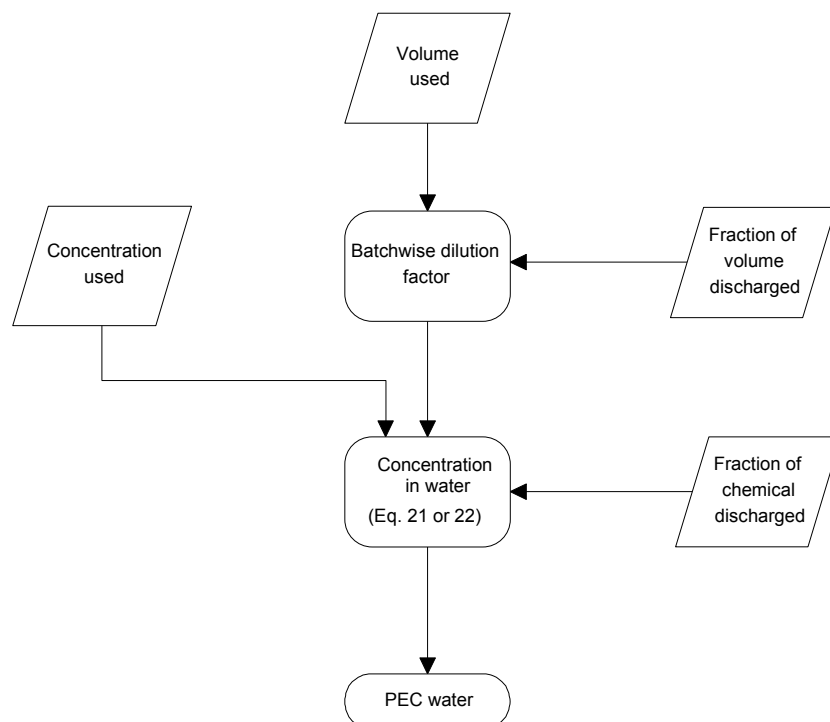 Volume
used
Concentration
used
Batchwise dilution
factor
Fraction of
volume
discharged
Concentration
in water
(Eq. 21 or 22)
Fraction of
chemical
discharged
PEC water